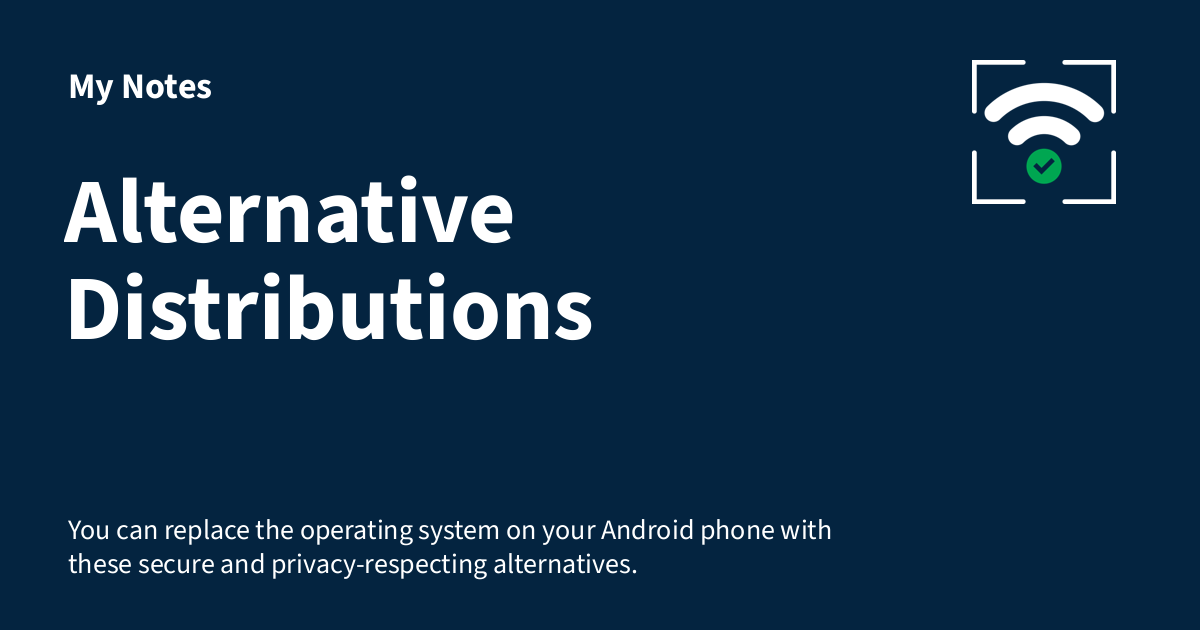 My Notes
Alternative
Distributions
You can replace the operating system on your Android phone with
these secure and privacy-respecting alternatives.